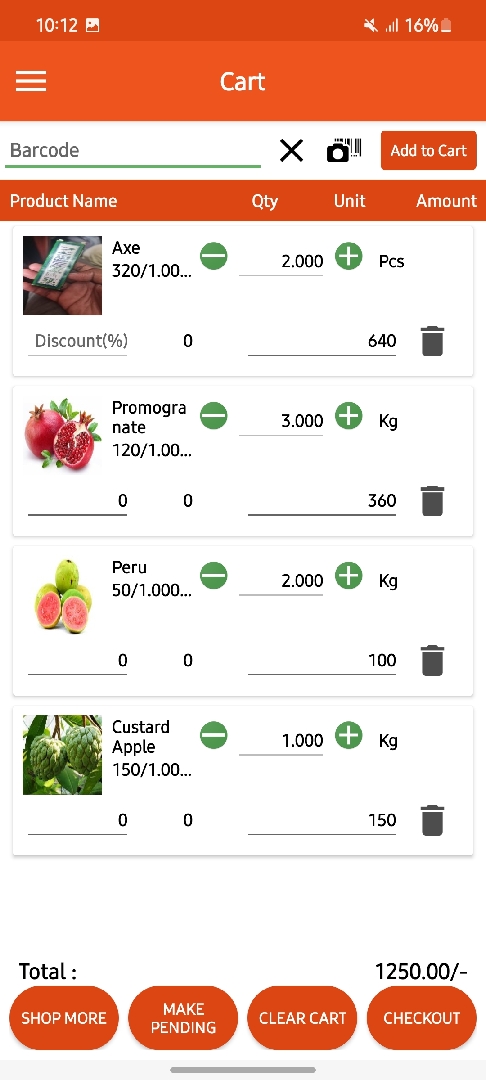 10:12 16%
Cart
Barcode Add to Cart
Product Name Qty Unit Amount
Axe 2.000 Pcs
320/1.00...
Discount(%) 0 640
Promogra
nate 3.000 Kg
120/1.00...
0 0 360
Peru 2.000 Kg
50/1.000...
0 0 100
Custard
Apple 1.000 Kg
150/1.00...
0 0 150
Total : 1250.00/-
SHOP MORE MAKE PENDING CLEAR CART CHECKOUT